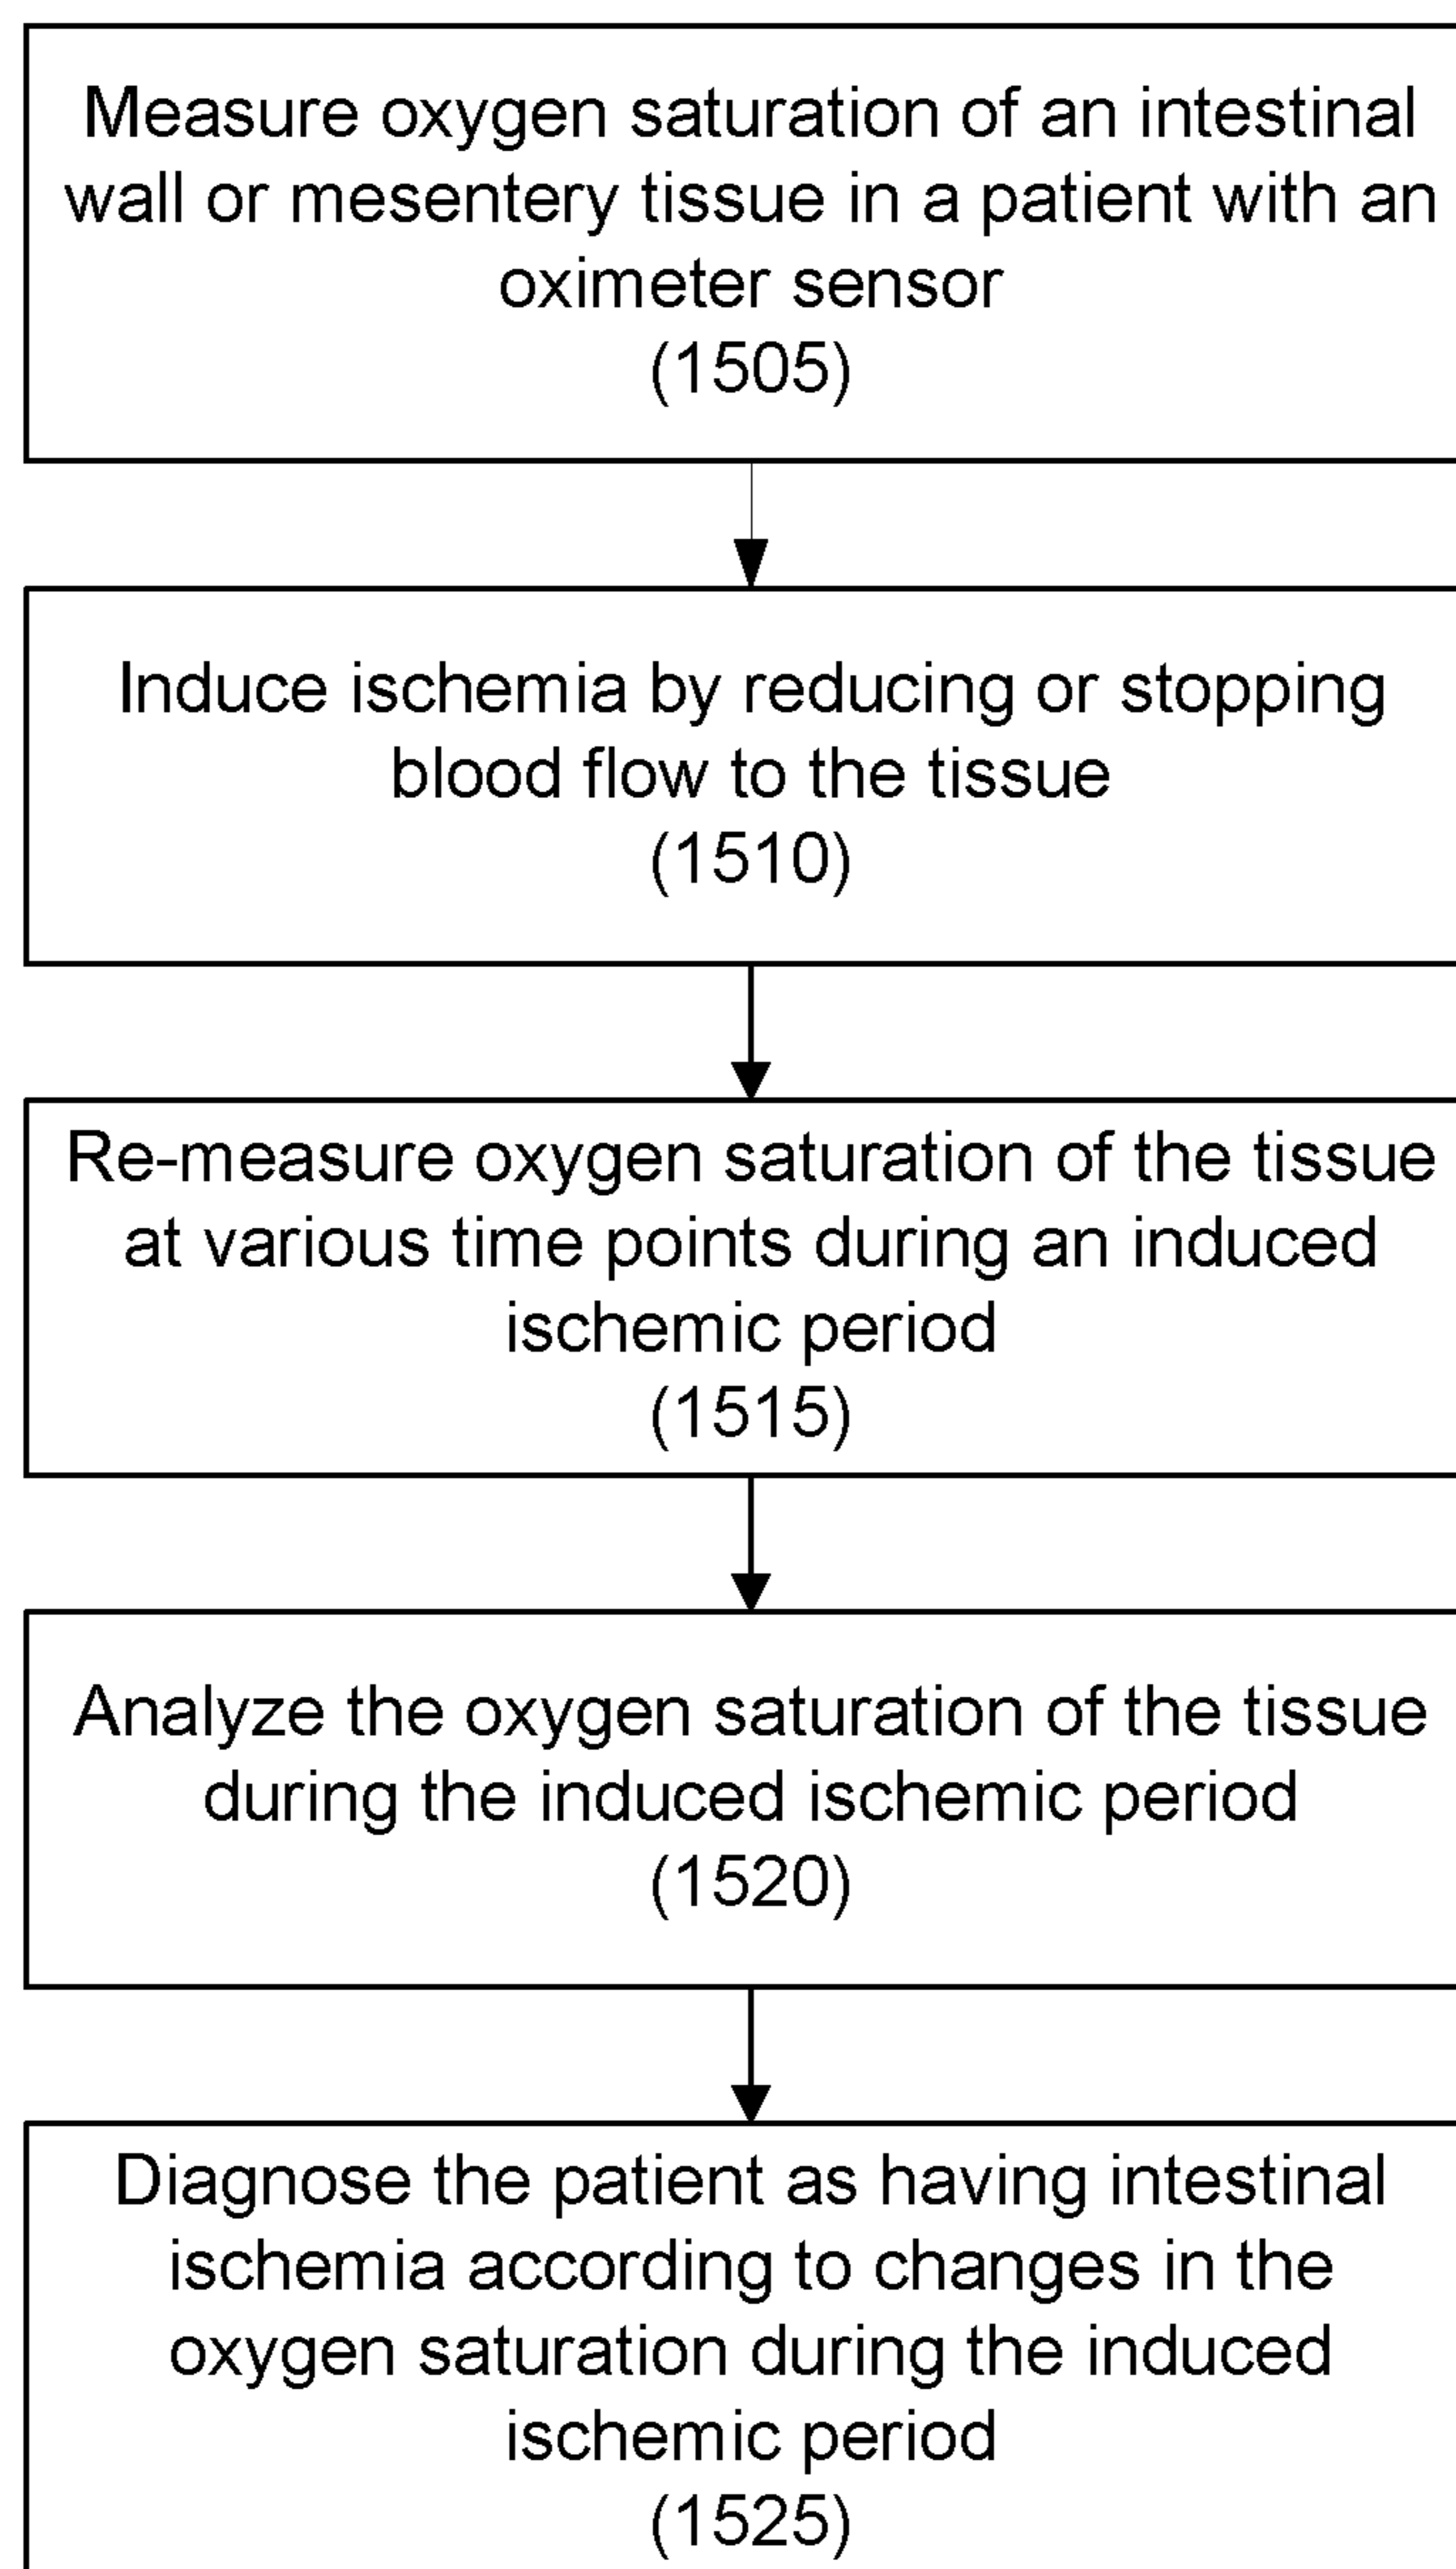 Measure oxygen saturation of an intestinal
wall or mesentery tissue in a patient with an
oximeter sensor
(1505)
Induce ischemia by reducing or stopping
blood flow to the tissue
(1510)
Re-measure oxygen saturation of the tissue
at various time points during an induced
ischemic period
(1515)
Analyze the oxygen saturation of the tissue
during the induced ischemic period
(1520)
Diagnose the patient as having intestinal
ischemia according to changes in the
oxygen saturation during the induced
ischemic period
(1525)